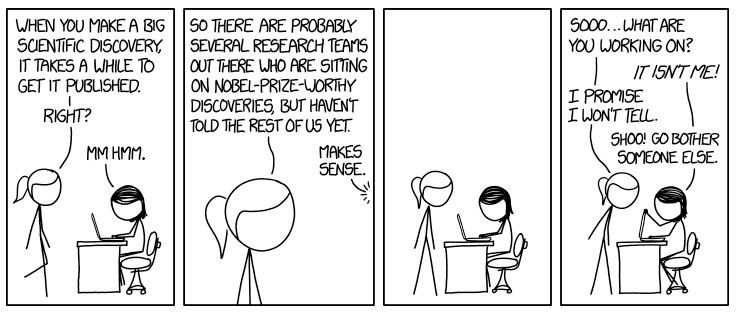 WHEN YOU MAKE A BIG
SCIENTIFIC DISCOVERY,
IT TAKES A WHILE TO
GET IT PUBLISHED.
RIGHT?
MM HMM.
SO THERE ARE PROBABLY
SEVERAL RESEARCH TEAMS
OUT THERE WHO ARE SITTING
ON NOBEL-PRIZE-WORTHY
DISCOVERIES, BUT HAVEN'T
TOLD THE REST OF US YET.
MAKES
SENSE.
SOOO...WHAT ARE
YOU WORKING ON?
IT ISN'T ME!
I PROMISE
I WON'T TELL.
SHOO! GO BOTHER
SOMEONE ELSE.